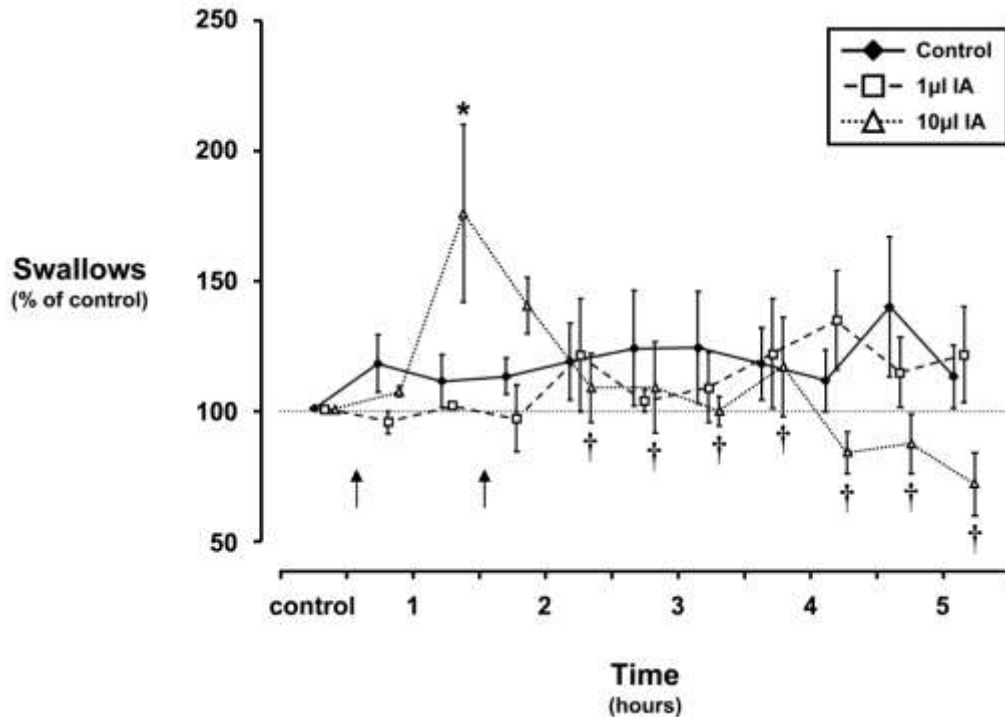 250
200
150
100
50
Swallows
(% of control)
Control
1µl IA
10µl IA
*
† † † † † † †
control 1 2 3 4 5
Time
(hours)